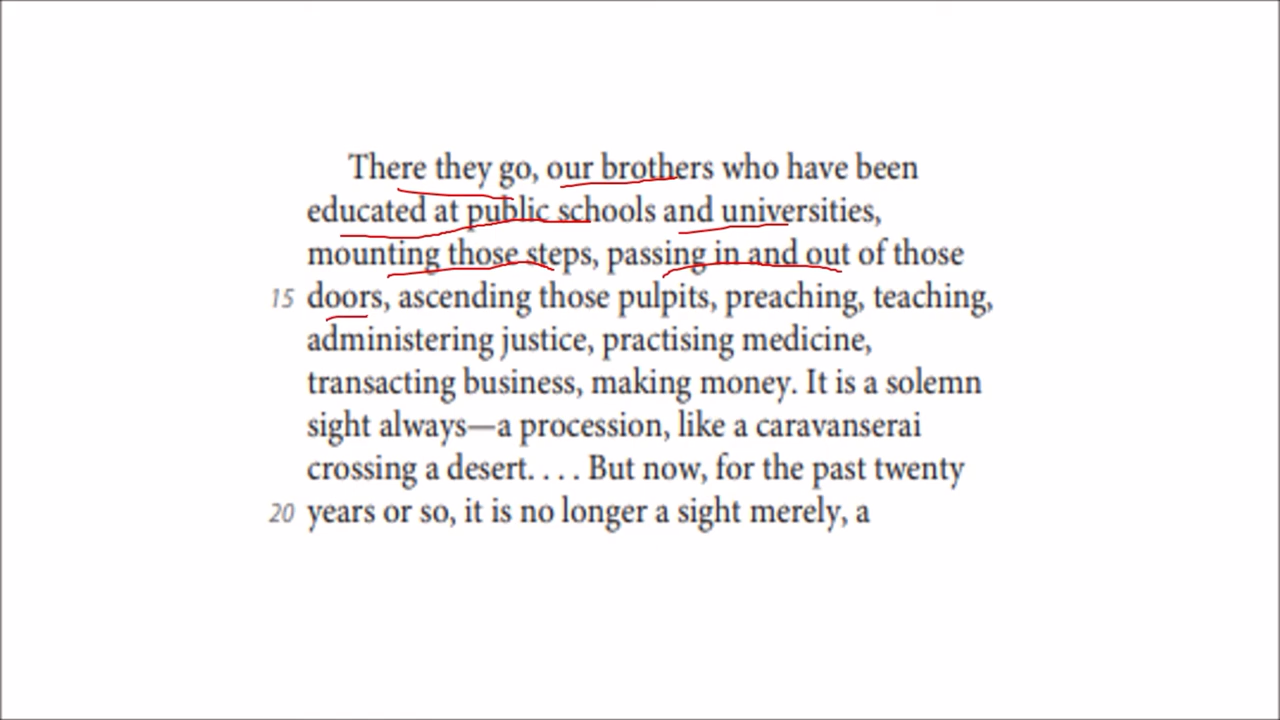 There they go, our brothers who have been
educated at public schools and universities,
mounting those steps, passing in and out of those
15 doors, ascending those pulpits, preaching, teaching,
administering justice, practising medicine,
transacting business, making money. It is a solemn
sight always—a procession, like a caravanserai
crossing a desert. . . . But now, for the past twenty
20 years or so, it is no longer a sight merely, a